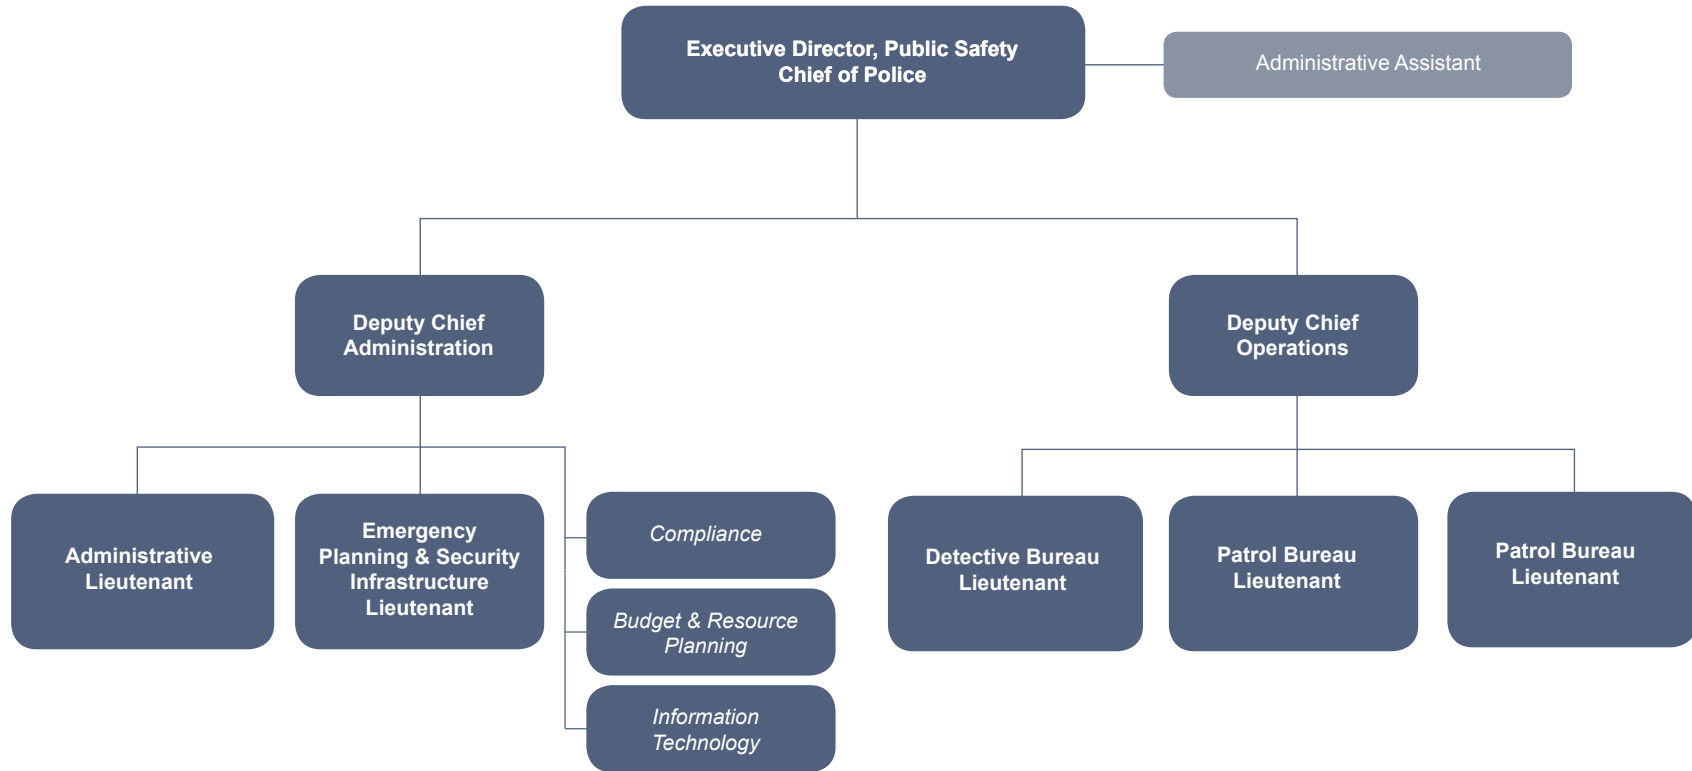 Executive Director, Public Safety
Chief of Police
Administrative Assistant
Deputy Chief
Administration
Deputy Chief
Operations
Administrative
Lieutenant
Emergency
Planning & Security
Infrastructure
Lieutenant
Compliance
Budget & Resource
Planning
Information
Technology
Detective Bureau
Lieutenant
Patrol Bureau
Lieutenant
Patrol Bureau
Lieutenant